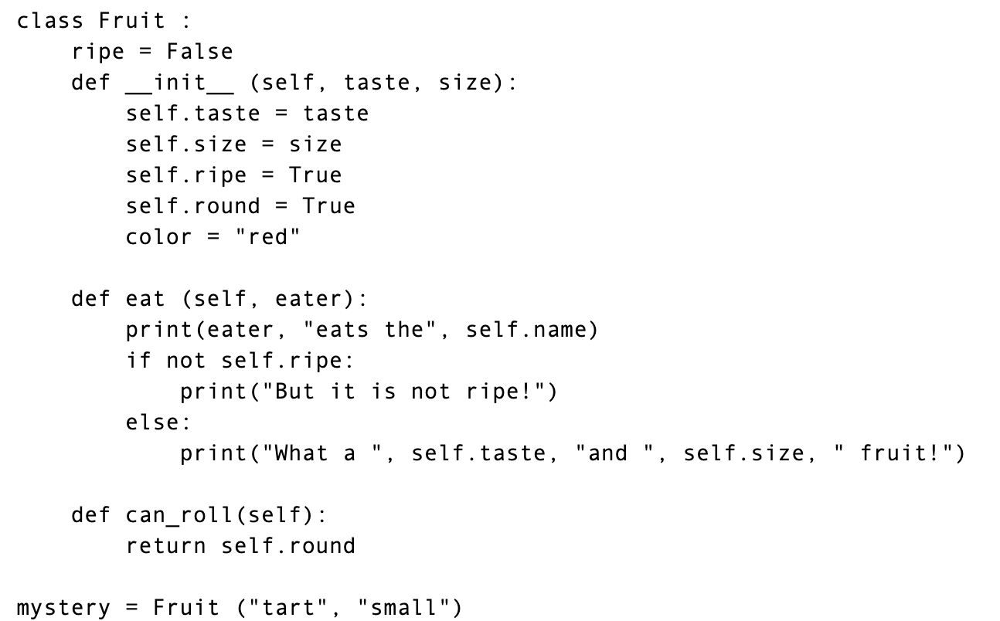 class Fruit :
    ripe = False
    def __init__ (self, taste, size):
        self.taste = taste
        self.size = size
        self.ripe = True
        self.round = True
        color = "red"

    def eat (self, eater):
        print(eater, "eats the", self.name)
        if not self.ripe:
            print("But it is not ripe!")
        else:
            print("What a ", self.taste, "and ", self.size, " fruit!")

    def can_roll(self):
        return self.round

mystery = Fruit ("tart", "small")